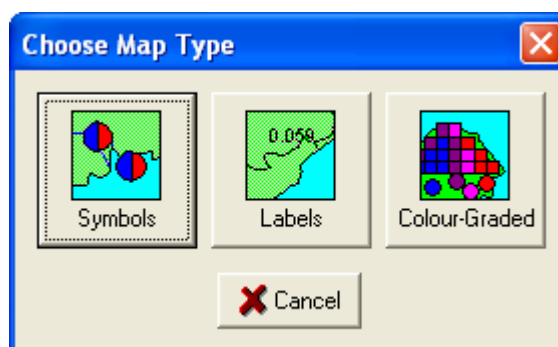 Choose Map Type
0.059
Symbols
Labels
Colour-Graded
Cancel